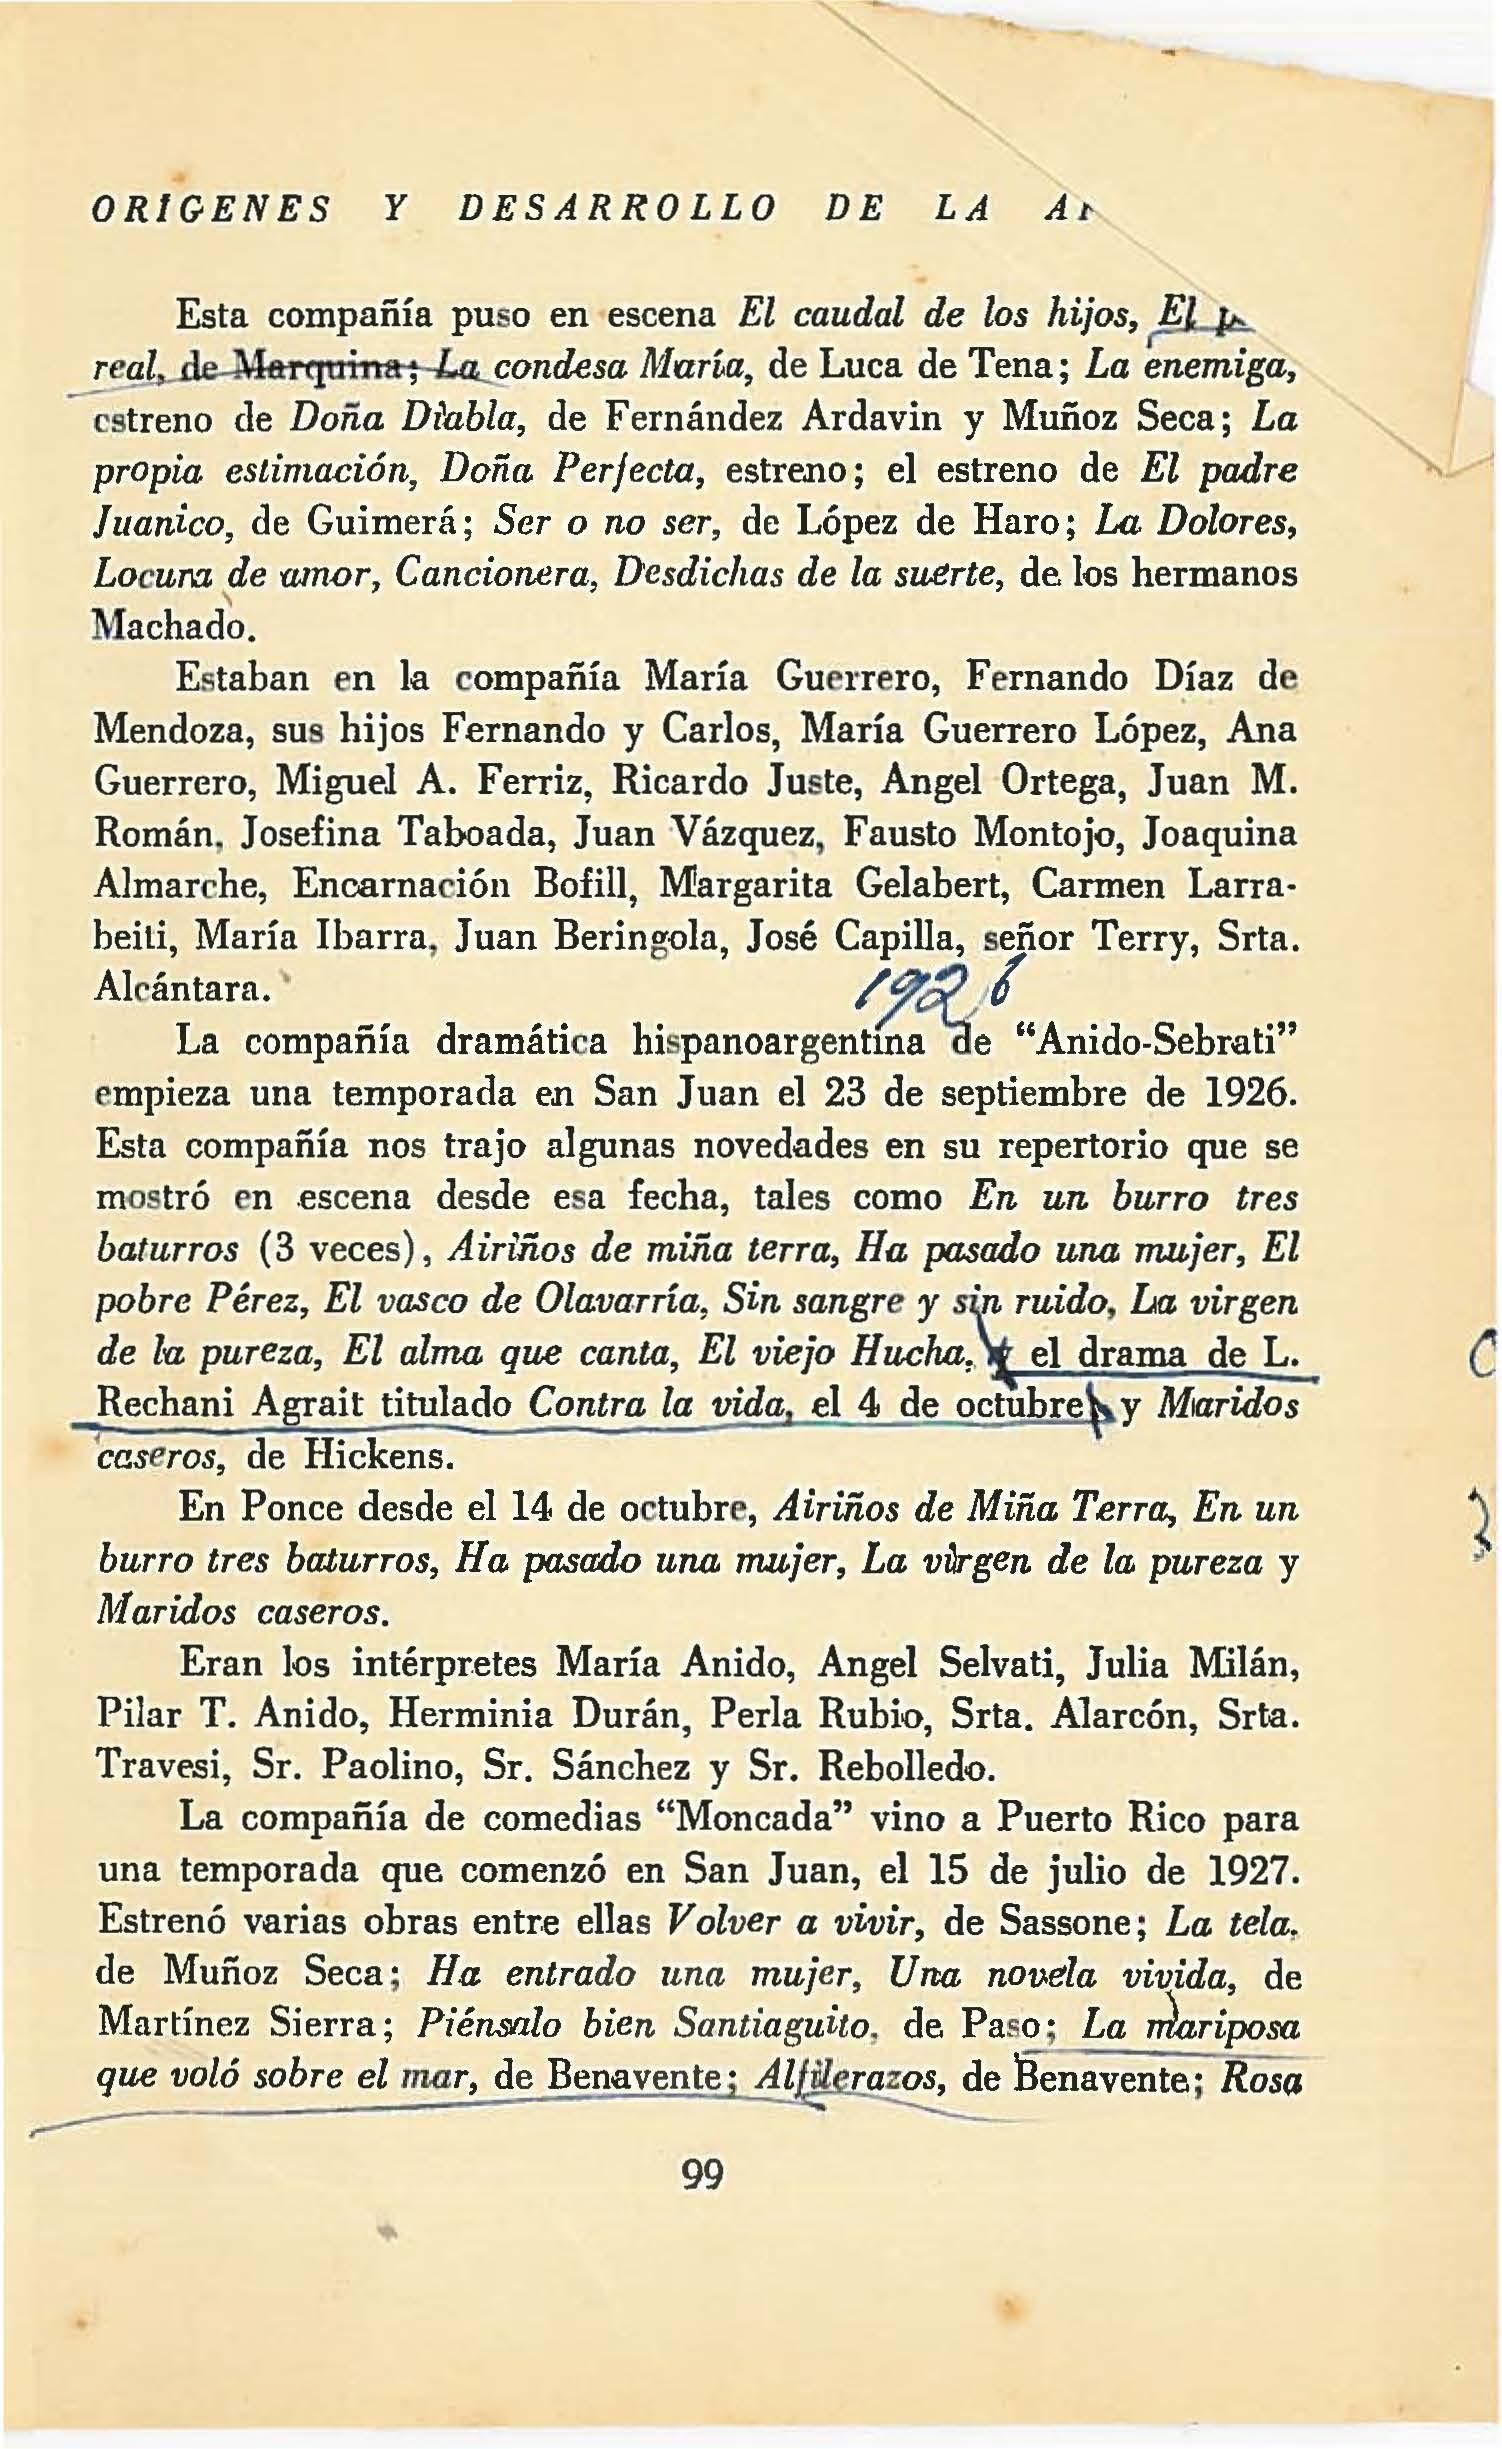 ORIGENES Y DESARROLLO DE LA
Esta compañía puso en escena El caudal de los hijos, El
real, de Marquina; La condesa María, de Luca de Tena; La enemiga,
estreno de Doña Diabla, de Fernández Ardavin y Muñoz Seca; La
propia estimación, Doña Perfecta, estreno; el estreno de El padre
Juanico, de Guimerá; Ser o no ser, de López de Haro; La Dolores,
Locura de amor, Cancionera, Desdichas de la suerte, de los hermanos
Machado.
Estaban en la compañía María Guerrero, Fernando Díaz de
Mendoza, sus hijos Fernando y Carlos, María Guerrero López, Ana
Guerrero, Miguel A. Ferriz, Ricardo Juste, Angel Ortega, Juan M.
Román, Josefina Taboada, Juan Vázquez, Fausto Montojo, Joaquina
Almarche, Encarnación Bofill, Margarita Gelabert, Carmen Larra-
beiti, María Ibarra, Juan Beringola, José Capilla, señor Terry, Srta.
Alcántara.
1926
La compañía dramática hispanoargentina de “Anido-Sebrati”
empieza una temporada en San Juan el 23 de septiembre de 1926.
Esta compañía nos trajo algunas novedades en su repertorio que se
mostró en escena desde esa fecha, tales como En un burro tres
baturros (3 veces), Airiños de miña terra, Ha pasado una mujer, El
pobre Pérez, El vasco de Olavarría, Sin sangre y sin ruido, La virgen
de la pureza, El alma que canta, El viejo Hucha, el drama de L.
Rechani Agrait titulado Contra la vida, el 4 de octubre y Maridos
caseros, de Hickens.
En Ponce desde el 14 de octubre, Airiños de Miña Terra, En un
burro tres baturros, Ha pasado una mujer, La virgen de la pureza y
Maridos caseros.
Eran los intérpretes María Anido, Angel Selvati, Julia Milán,
Pilar T. Anido, Herminia Durán, Perla Rubio, Srta. Alarcón, Srta.
Travesi, Sr. Paolino, Sr. Sánchez y Sr. Rebolledo.
La compañía de comedias “Moncada” vino a Puerto Rico para
una temporada que comenzó en San Juan, el 15 de julio de 1927.
Estrenó varias obras entre ellas Volver a vivir, de Sassone; La tela,
de Muñoz Seca; Ha entrado una mujer, Una novela vivida, de
Martínez Sierra; Piénsalo bien Santiaguito, de Paso; La mariposa
que voló sobre el mar, de Benavente; Alfilerazos, de Benavente; Rosa
99